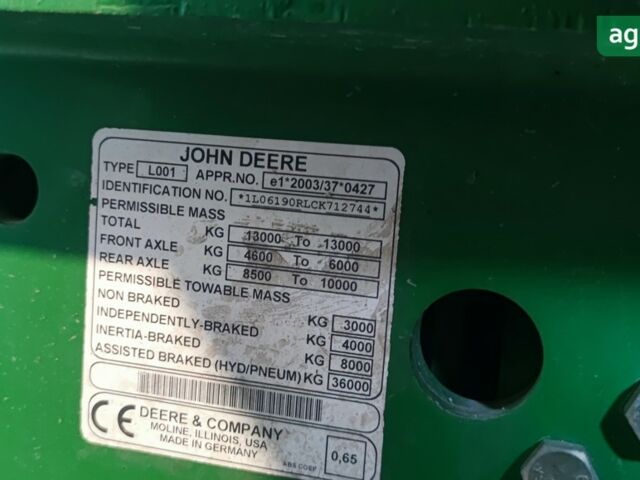 ag
JOHN DEERE
TYPE L001 APPR.NO. e1*2003/37*0427
IDENTIFICATION NO. *1L06190RLCK712744*
PERMISSIBLE MASS
TOTAL KG 13000 To 13000
FRONT AXLE KG 4600 To 6000
REAR AXLE KG 8500 To 10000
PERMISSIBLE TOWABLE MASS
NON BRAKED KG 3000
INDEPENDENTLY-BRAKED KG 4000
INERTIA-BRAKED KG 8000
ASSISTED BRAKED (HYD/PNEUM) KG 36000
CE DEERE & COMPANY
MOLINE, ILLINOIS, USA
MADE IN GERMANY
0,65